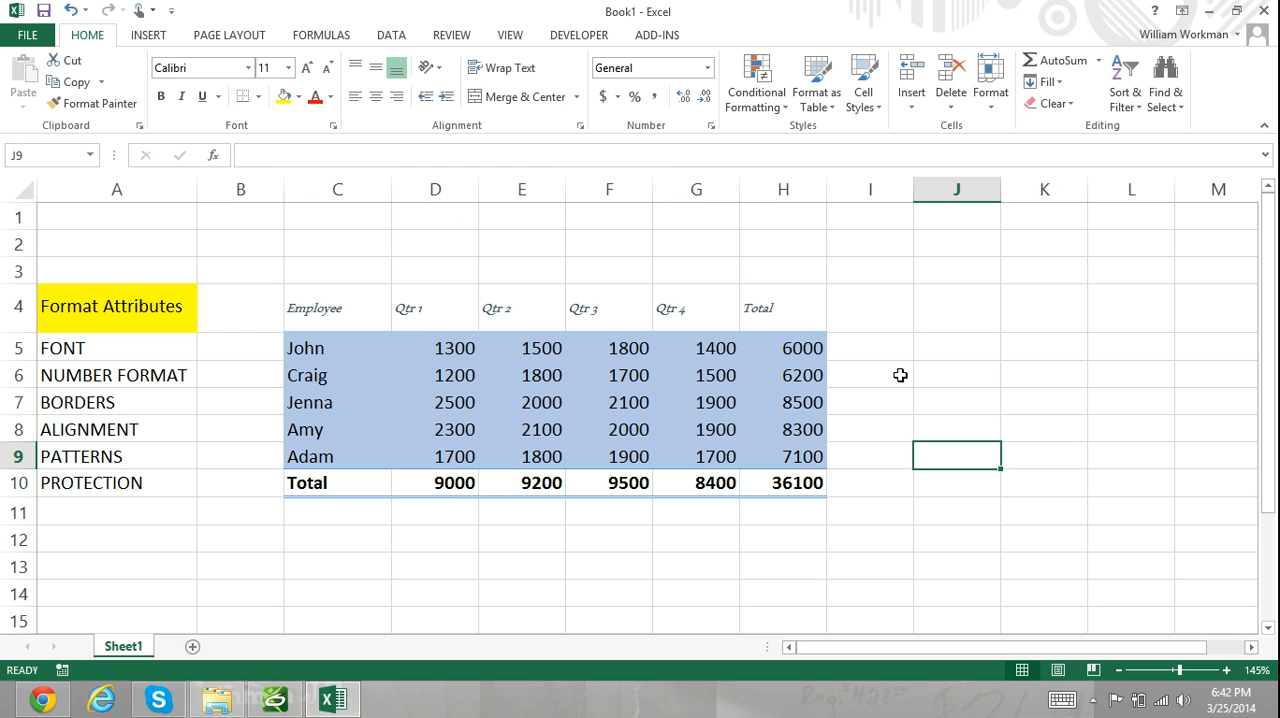 Book1 - Excel
?
FILE HOME INSERT PAGE LAYOUT FORMULAS DATA REVIEW VIEW DEVELOPER ADD-INS William Workman
Paste Cut
Copy
Format Painter
Clipboard
Calibri 11 A A
B I U A
Font
Wrap Text
Merge & Center
Alignment
General
$ % ,
Number
Conditional Formatting Format as Table Cell Styles
Styles
Insert Delete Format
Cells
AutoSum
Fill
Clear
Sort & Filter Find & Select
Editing
J9 fx
A B C D E F G H I J K L M
1
2
3
4 Format Attributes Employee Qtr 1 Qtr 2 Qtr 3 Qtr 4 Total
5 FONT John 1300 1500 1800 1400 6000
6 NUMBER FORMAT Craig 1200 1800 1700 1500 6200
7 BORDERS Jenna 2500 2000 2100 1900 8500
8 ALIGNMENT Amy 2300 2100 2000 1900 8300
9 PATTERNS Adam 1700 1800 1900 1700 7100
10 PROTECTION Total 9000 9200 9500 8400 36100
11
12
13
14
15
Sheet1
READY 145%
6:42 PM
3/25/2014